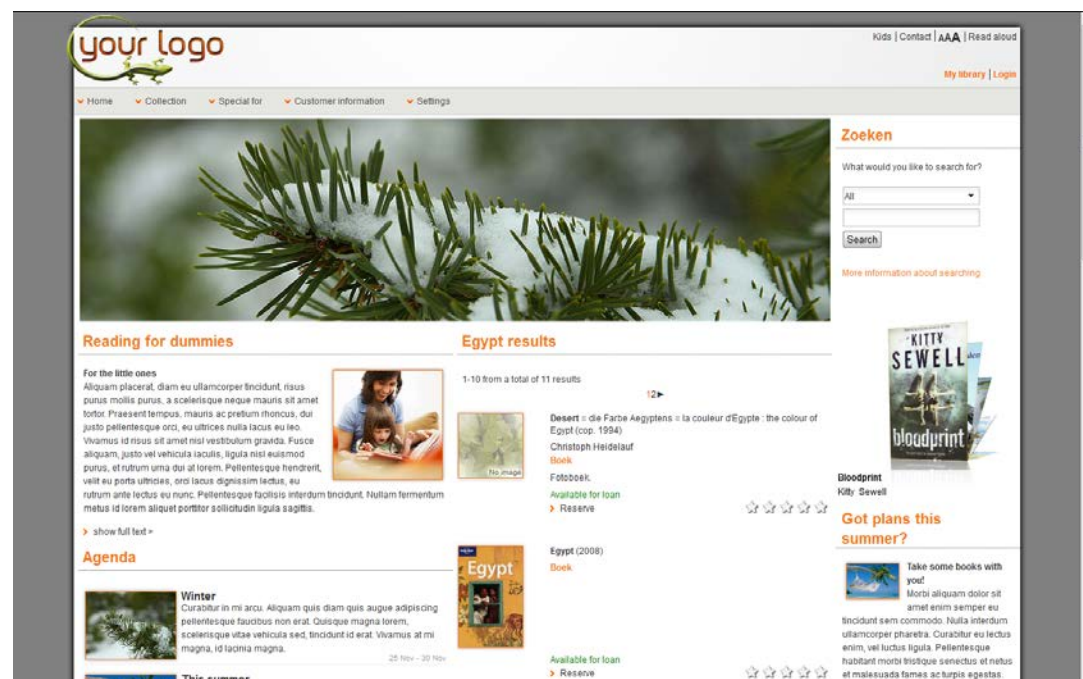 your logo
Kids | Contact | AAA | Read aloud
My library | Login
Home Collection Special for Customer information Settings
Zoeken
What would you like to search for?
All
Search
More information about searching
Reading for dummies
For the little ones
Aliquam placerat, diam eu ullamcorper tincidunt, risus
purus mollis purus, a scelerisque neque mauris sit amet
tortor. Praesent tempus, mauris ac pretium rhoncus, dui
justo pellentesque orci, eu ultrices nulla lacus eu leo.
Vivamus id risus sit amet nisl vestibulum gravida. Fusce
aliquam, justo vel vehicula iaculis, ligula nisl euismod
purus, et rutrum urna dui at lorem. Pellentesque hendrerit,
velit eu porta ultricies, orci lacus dignissim lectus, eu
rutrum ante lectus eu nunc. Pellentesque facilisis interdum tincidunt. Nullam fermentum
metus id lorem aliquet porttitor sollicitudin ligula sagittis.
show full text »
Agenda
Winter
Curabitur in mi arcu. Aliquam quis diam quis augue adipiscing
pellentesque faucibus non erat. Quisque magna lorem,
scelerisque vitae vehicula sed, tincidunt id erat. Vivamus at mi
magna, id lacinia magna.
25 Nov - 30 Nov
This summer
Egypt results
1-10 from a total of 11 results
12
No image
Desert = die Farbe Aegyptens = la couleur d'Egypte : the colour of
Egypt (cop. 1994)
Christoph Heidelauf
Boek
Fotoboek.
Available for loan
Reserve
Egypt
Egypt (2008)
Boek
Available for loan
Reserve
KITTY
SEWELL
bloodprint
Bloodprint
Kitty Sewell
Got plans this
summer?
Take some books with
you!
Morbi aliquam dolor sit
amet enim semper eu
tincidunt sem commodo. Nulla interdum
ullamcorper pharetra. Curabitur eu lectus
enim, vel luctus ligula. Pellentesque
habitant morbi tristique senectus et netus
et malesuada fames ac turpis egestas.